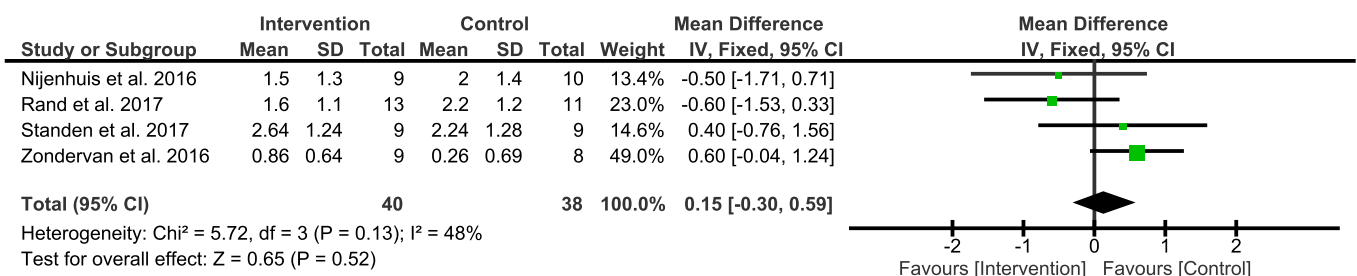 Intervention Control Mean Difference Mean Difference
Study or Subgroup Mean SD Total Mean SD Total Weight IV, Fixed, 95% CI IV, Fixed, 95% CI
Nijenhuis et al. 2016 1.5 1.3 9 2 1.4 10 13.4% -0.50 [-1.71, 0.71]
Rand et al. 2017 1.6 1.1 13 2.2 1.2 11 23.0% -0.60 [-1.53, 0.33]
Standen et al. 2017 2.64 1.24 9 2.24 1.28 9 14.6% 0.40 [-0.76, 1.56]
Zondervan et al. 2016 0.86 0.64 9 0.26 0.69 8 49.0% 0.60 [-0.04, 1.24]
Total (95% CI) 40 38 100.0% 0.15 [-0.30, 0.59]
Heterogeneity: Chi² = 5.72, df = 3 (P = 0.13); I² = 48%
Test for overall effect: Z = 0.65 (P = 0.52)
-2 -1 0 1 2
Favours [Intervention] Favours [Control]